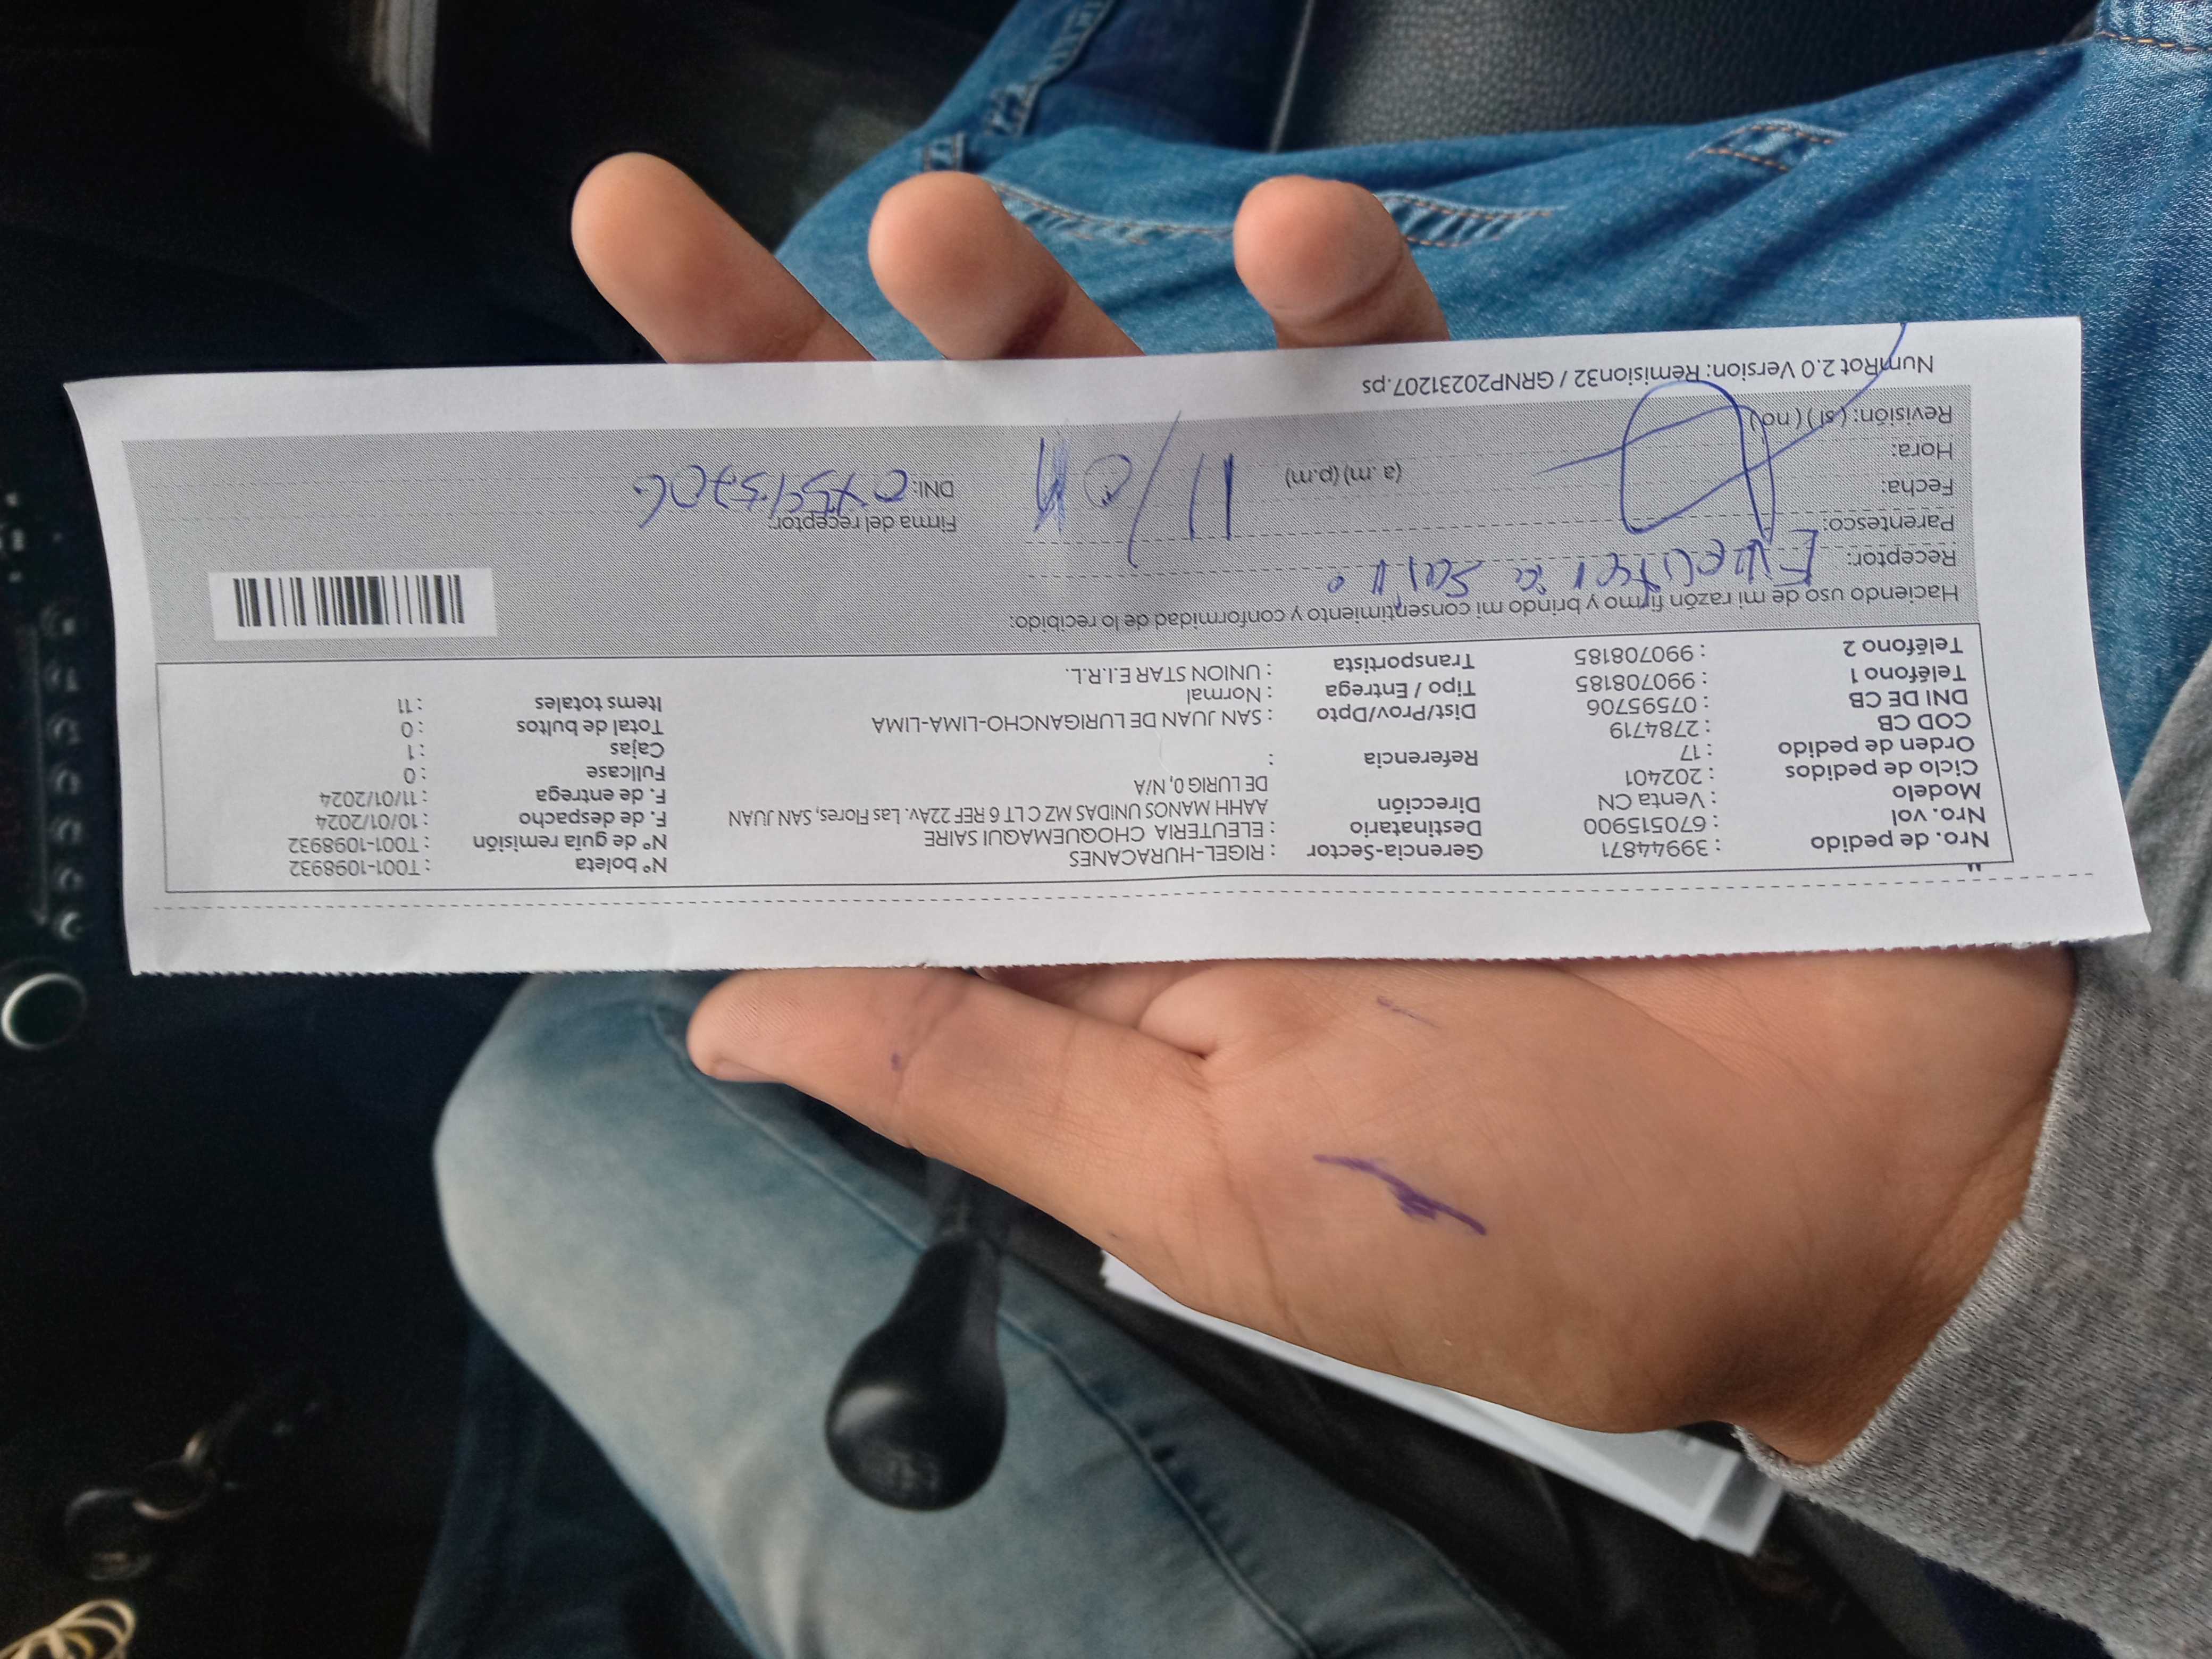 Nro. de pedido : 39944871 Gerencia-Sector : RIGEL-HURACANES Nº boleta : T001-1098932
Nro. vol : 670515900 Destinatario : ELEUTERIA CHOQUEMAQUI SAIRE Nº de guía remisión : T001-1098932
Modelo : Venta CN Dirección AAHH MANOS UNIDAS MZ C LT 6 REF 22Av. Las Flores, SAN JUAN F. de despacho : 10/01/2024
Ciclo de pedidos : 202401 DE LURIG 0, N/A F. de entrega : 11/01/2024
Orden de pedido : 17 Referencia : Fullcase : 0
COD CB : 2784719 Cajas : 1
DNI DE CB : 07595706 Dist/Prov/Dpto : SAN JUAN DE LURIGANCHO-LIMA-LIMA Total de bultos : 0
Teléfono 1 : 990708185 Tipo / Entrega : Normal Items totales : 11
Teléfono 2 : 990708185 Transportista : UNION STAR E.I.R.L.
Haciendo uso de mi razón firmo y brindo mi consentimiento y conformidad de lo recibido:
Receptor:
Parentesco: Firma del receptor:
Fecha: DNI:
Hora: (a .m) (p.m) 11/01
Revisión: (si) (no)
NumRot 2.0 Version: Remision32 / GRNP20231207.ps